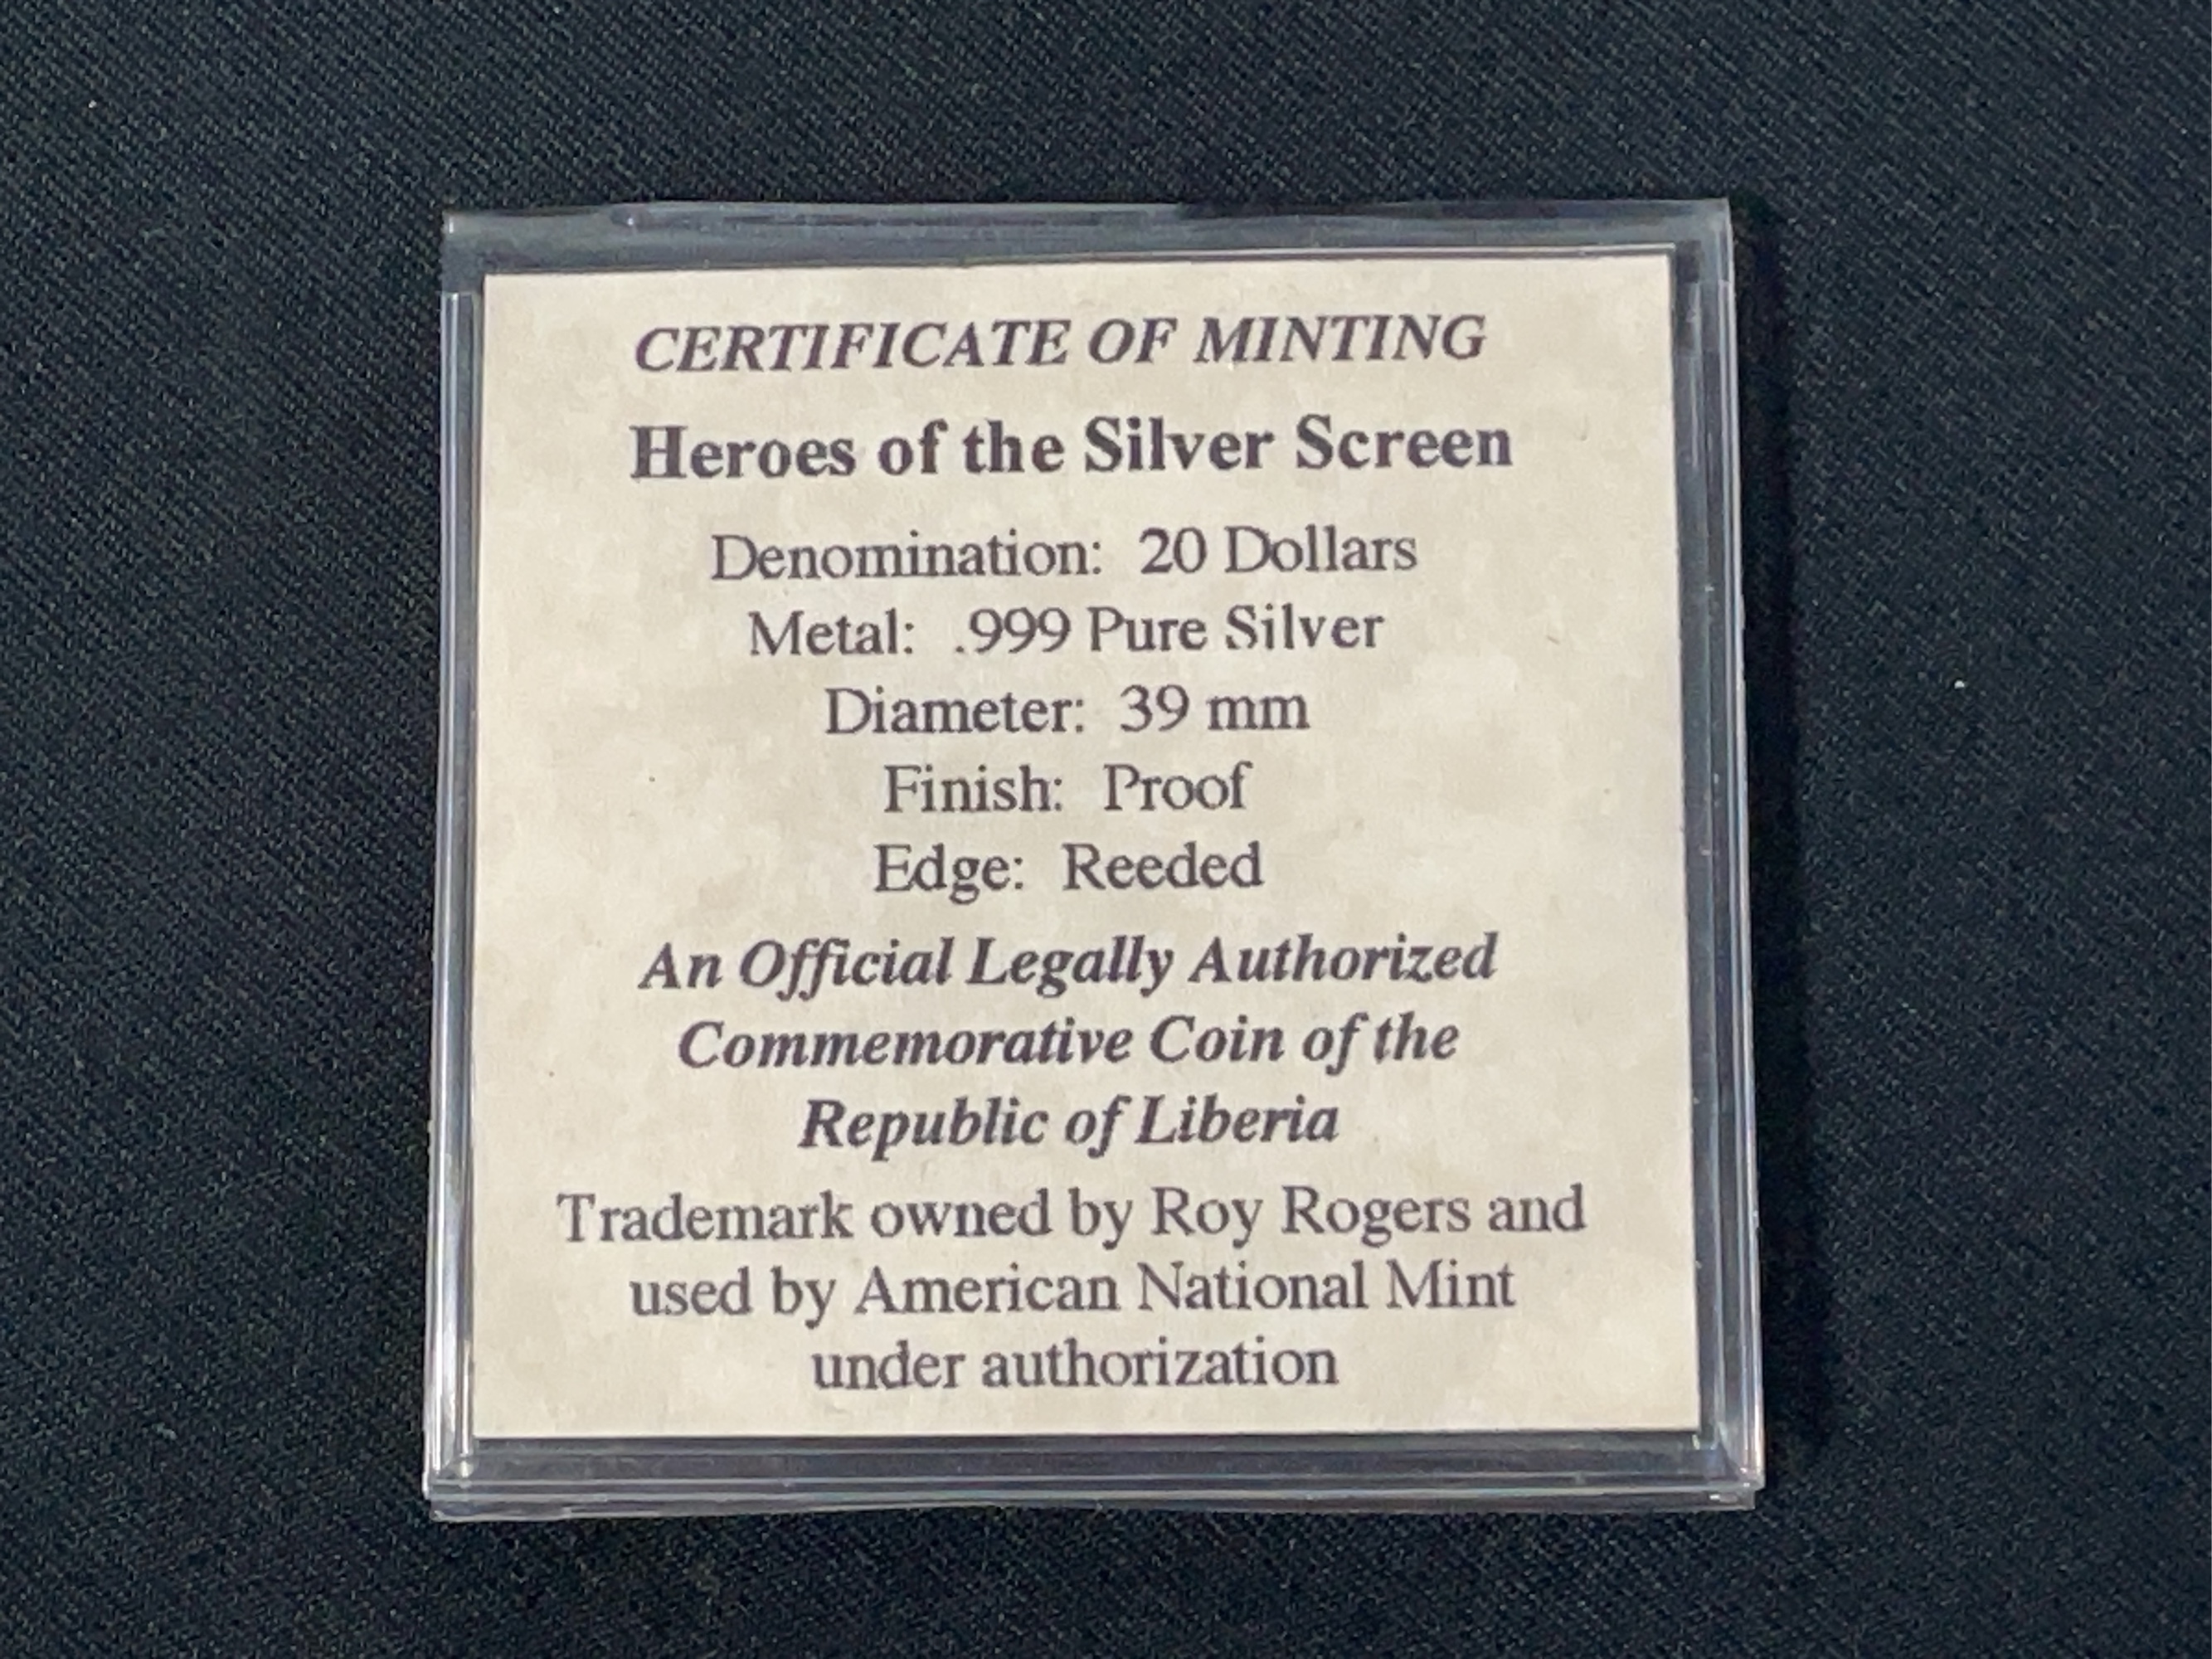 CERTIFICATE OF MINTING
Heroes of the Silver Screen
Denomination: 20 Dollars
Metal: .999 Pure Silver
Diameter: 39 mm
Finish: Proof
Edge: Reeded
An Official Legally Authorized
Commemorative Coin of the
Republic of Liberia
Trademark owned by Roy Rogers and
used by American National Mint
under authorization